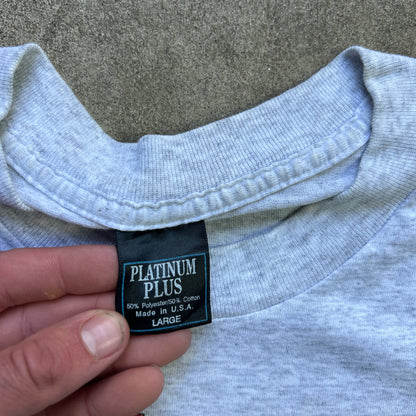 PLATINUM
PLUS
50% Polyester/50% Cotton
Made in U.S.A.
LARGE